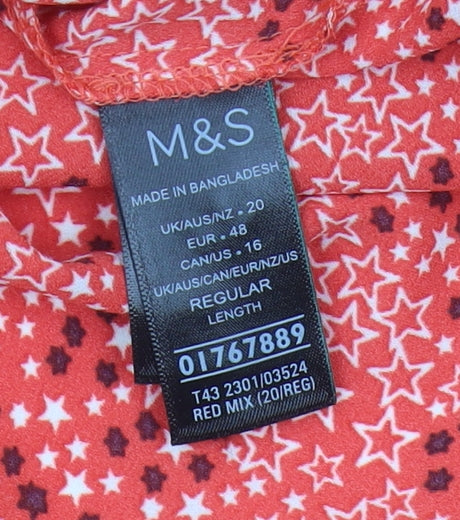 M&S
MADE IN BANGLADESH
UK/AUS/NZ • 20
EUR • 48
CAN/US • 16
UK/AUS/CAN/EUR/NZ/US
REGULAR
LENGTH
01767889
T43 2301/03524
RED MIX (20/REG)